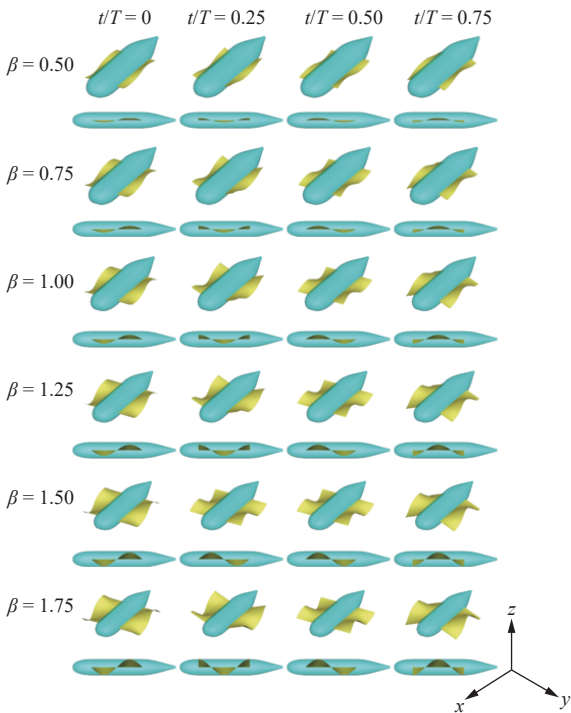 t/T = 0 t/T = 0.25 t/T = 0.50 t/T = 0.75
β = 0.50
β = 0.75
β = 1.00
β = 1.25
β = 1.50
β = 1.75
z
x
y